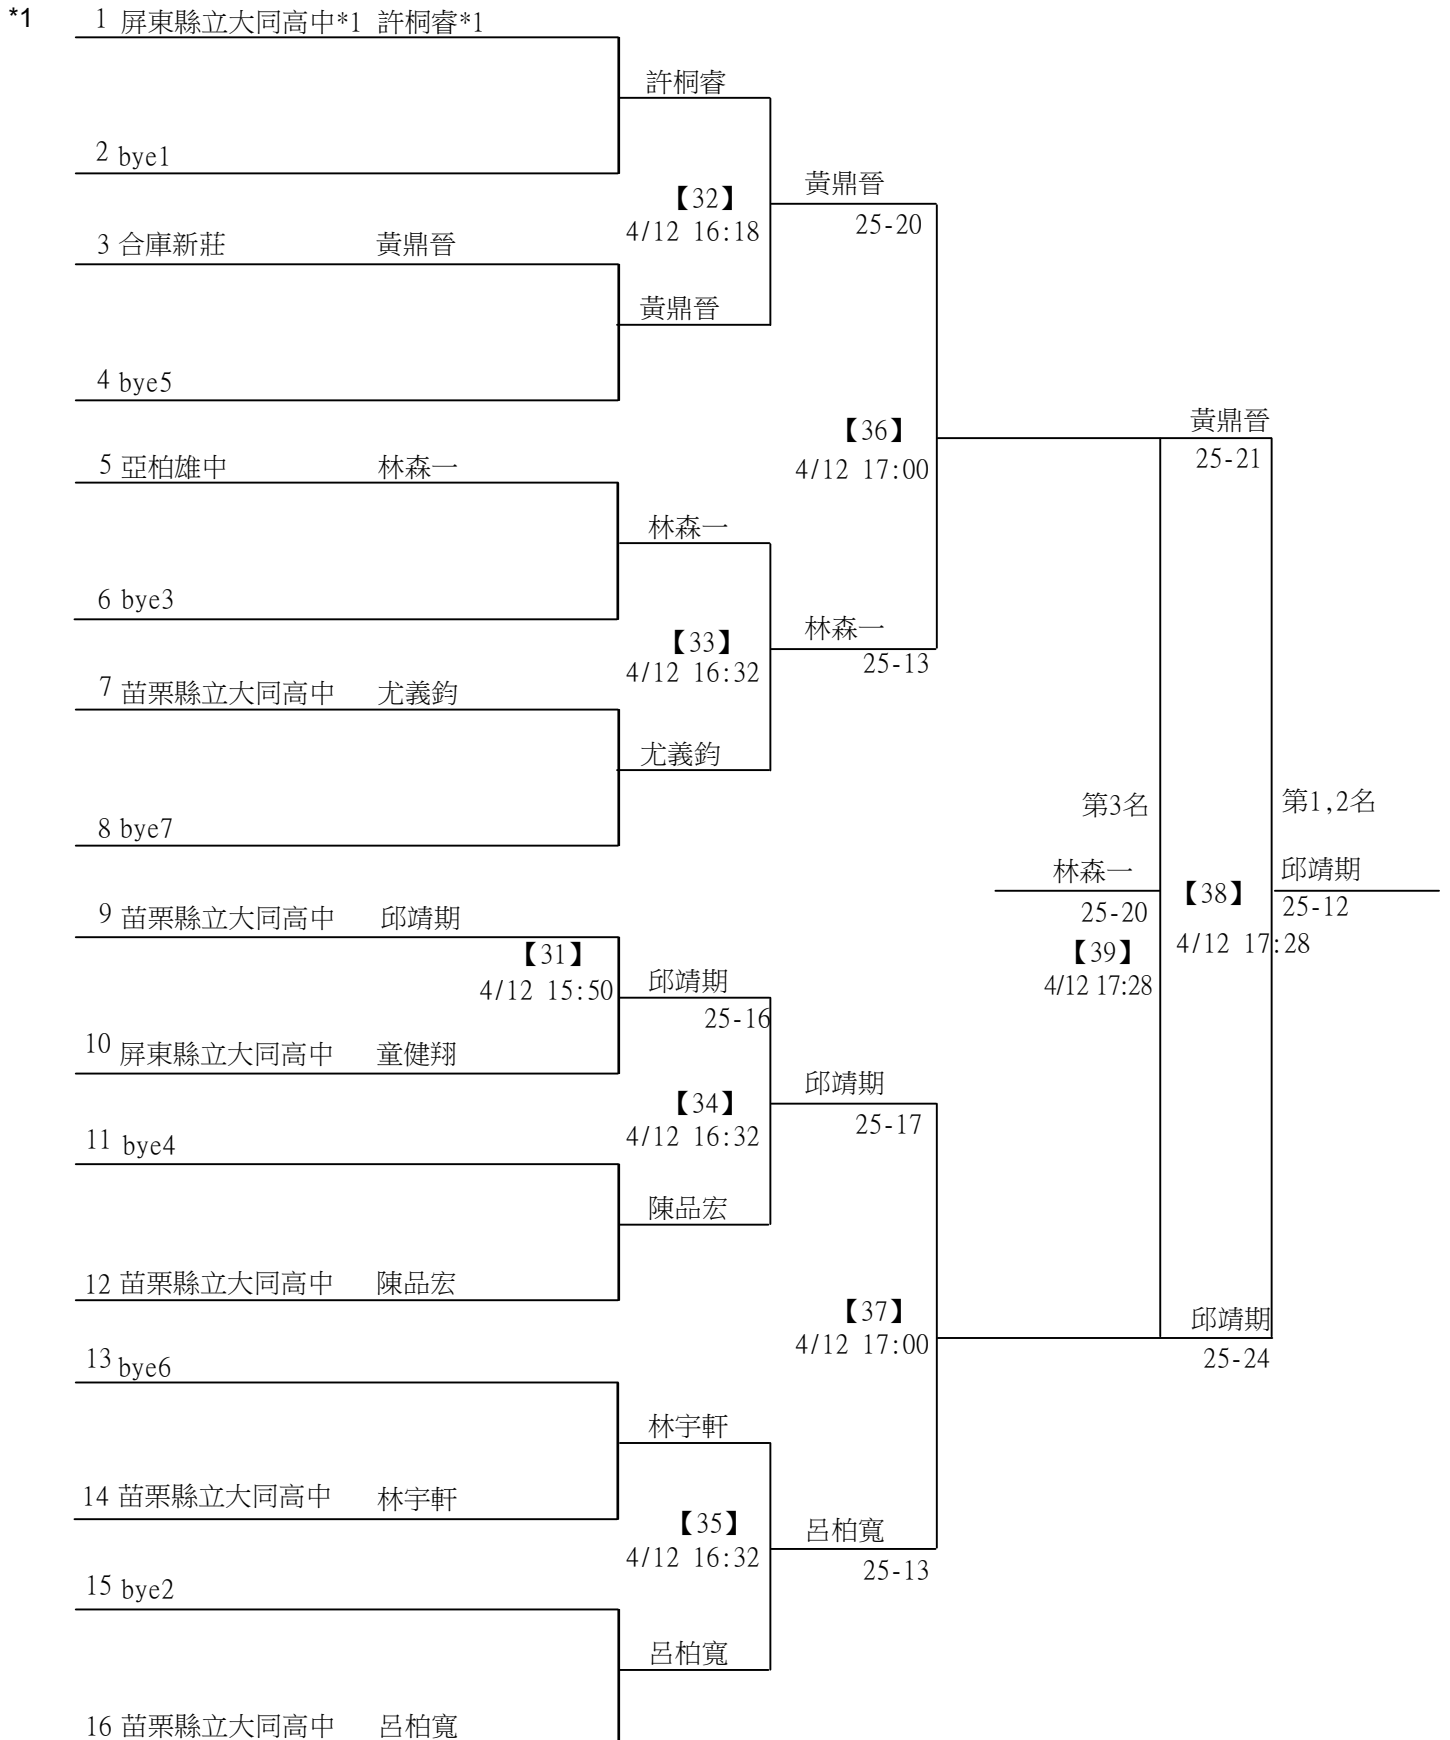 *1
1 屏東縣立大同高中*1 許桐睿*1
許桐睿
2 bye1
【32】
4/12 16:18
黃鼎晉
25-20
3 合庫新莊 黃鼎晉
黃鼎晉
4 bye5
【36】
4/12 17:00
黃鼎晉
25-21
5 亞柏雄中 林森一
林森一
6 bye3
【33】
4/12 16:32
林森一
25-13
7 苗栗縣立大同高中 尤義鈞
尤義鈞
8 bye7
第3名
第1,2名
林森一
25-20
【39】
4/12 17:28
【38】
4/12 17:28
邱靖期
25-12
9 苗栗縣立大同高中 邱靖期
【31】
4/12 15:50
邱靖期
25-16
10 屏東縣立大同高中 童健翔
【34】
4/12 16:32
邱靖期
25-17
11 bye4
陳品宏
12 苗栗縣立大同高中 陳品宏
【37】
4/12 17:00
邱靖期
25-24
13 bye6
林宇軒
14 苗栗縣立大同高中 林宇軒
【35】
4/12 16:32
呂柏寬
25-13
15 bye2
呂柏寬
16 苗栗縣立大同高中 呂柏寬